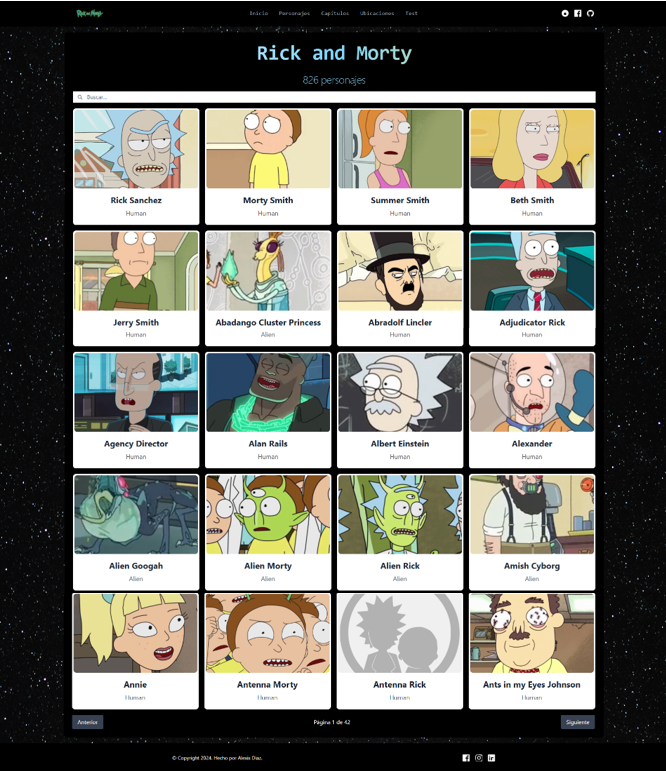 Rick and Morty
Inicio Personajes Capítulos Ubicaciones Test
Rick and Morty
826 personajes
Buscar...
Rick Sanchez
Human
Morty Smith
Human
Summer Smith
Human
Beth Smith
Human
Jerry Smith
Human
Abadango Cluster Princess
Alien
Abradolf Lincler
Human
Adjudicator Rick
Human
Agency Director
Human
Alan Rails
Human
Albert Einstein
Human
Alexander
Human
Alien Googah
Alien
Alien Morty
Alien
Alien Rick
Alien
Amish Cyborg
Alien
Annie
Human
Antenna Morty
Human
Antenna Rick
Human
Ants in my Eyes Johnson
Human
Anterior
Página 1 de 42
Siguiente
© Copyright 2024. Hecho por Alexis Diaz.